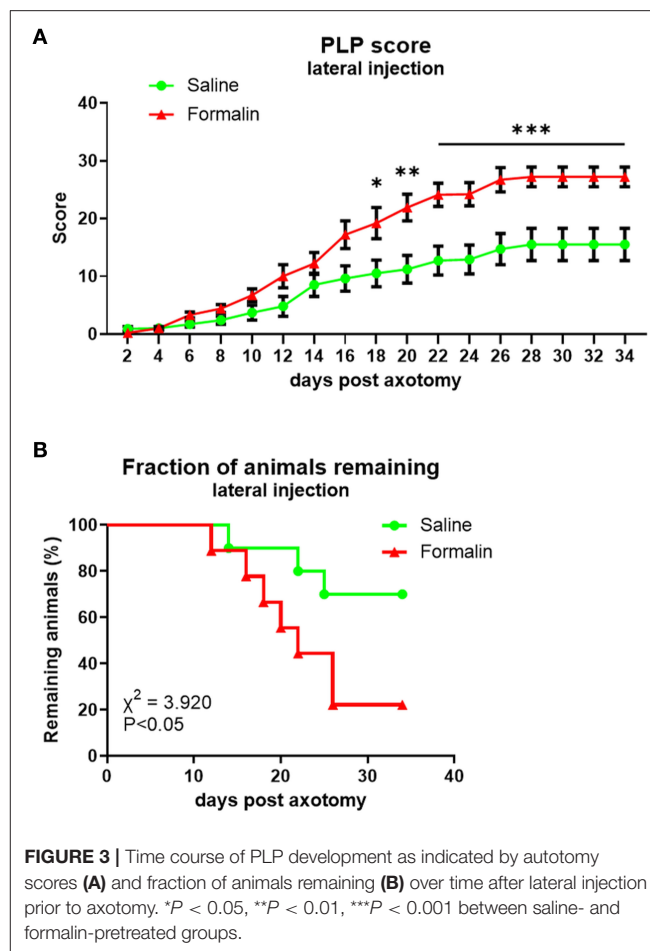 A
PLP score
lateral injection
Saline
Formalin
40
30
20
10
0
Score
*
**
***
2 4 6 8 10 12 14 16 18 20 22 24 26 28 30 32 34
days post axotomy
B
Fraction of animals remaining
lateral injection
Saline
Formalin
100
80
60
40
20
0
Remaining animals (%)
χ² = 3.920
P<0.05
0 10 20 30 40
days post axotomy
FIGURE 3 | Time course of PLP development as indicated by autotomy
scores (A) and fraction of animals remaining (B) over time after lateral injection
prior to axotomy. *P < 0.05, **P < 0.01, ***P < 0.001 between saline- and
formalin-pretreated groups.